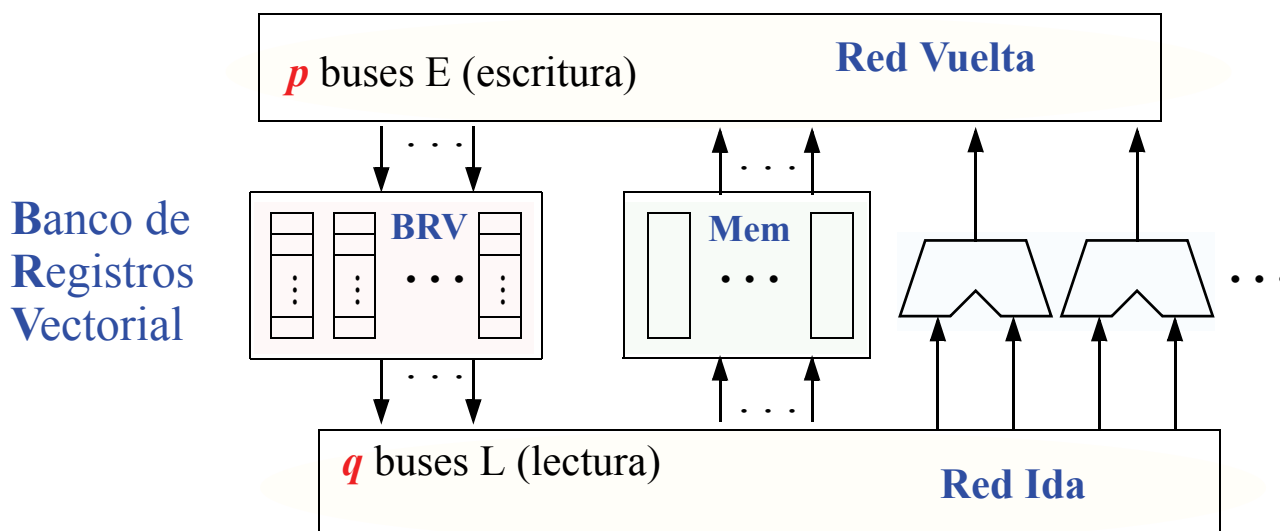 p buses E (escritura)
Red Vuelta
Banco de
Registros
Vectorial
BRV
Mem
q buses L (lectura)
Red Ida